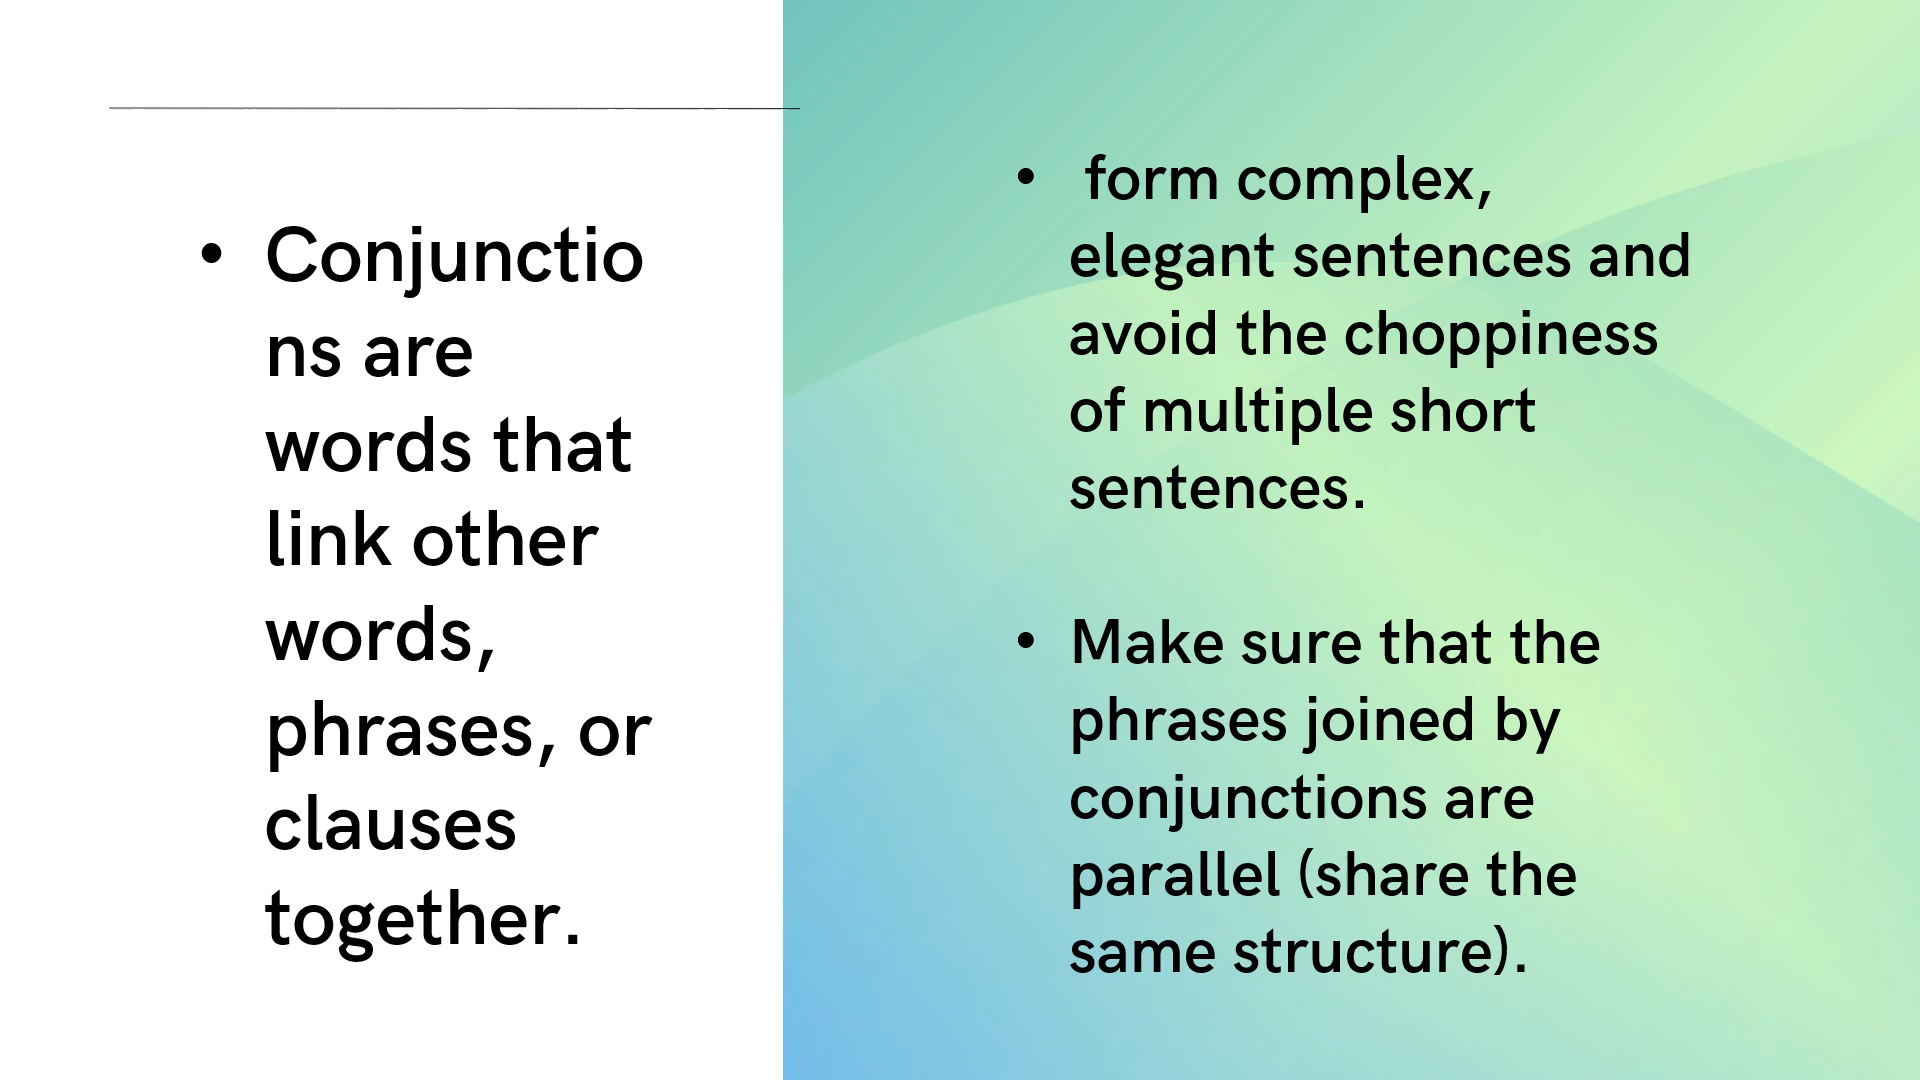 • Conjunctio
ns are
words that
link other
words,
phrases, or
clauses
together.
• form complex,
elegant sentences and
avoid the choppiness
of multiple short
sentences.
• Make sure that the
phrases joined by
conjunctions are
parallel (share the
same structure).